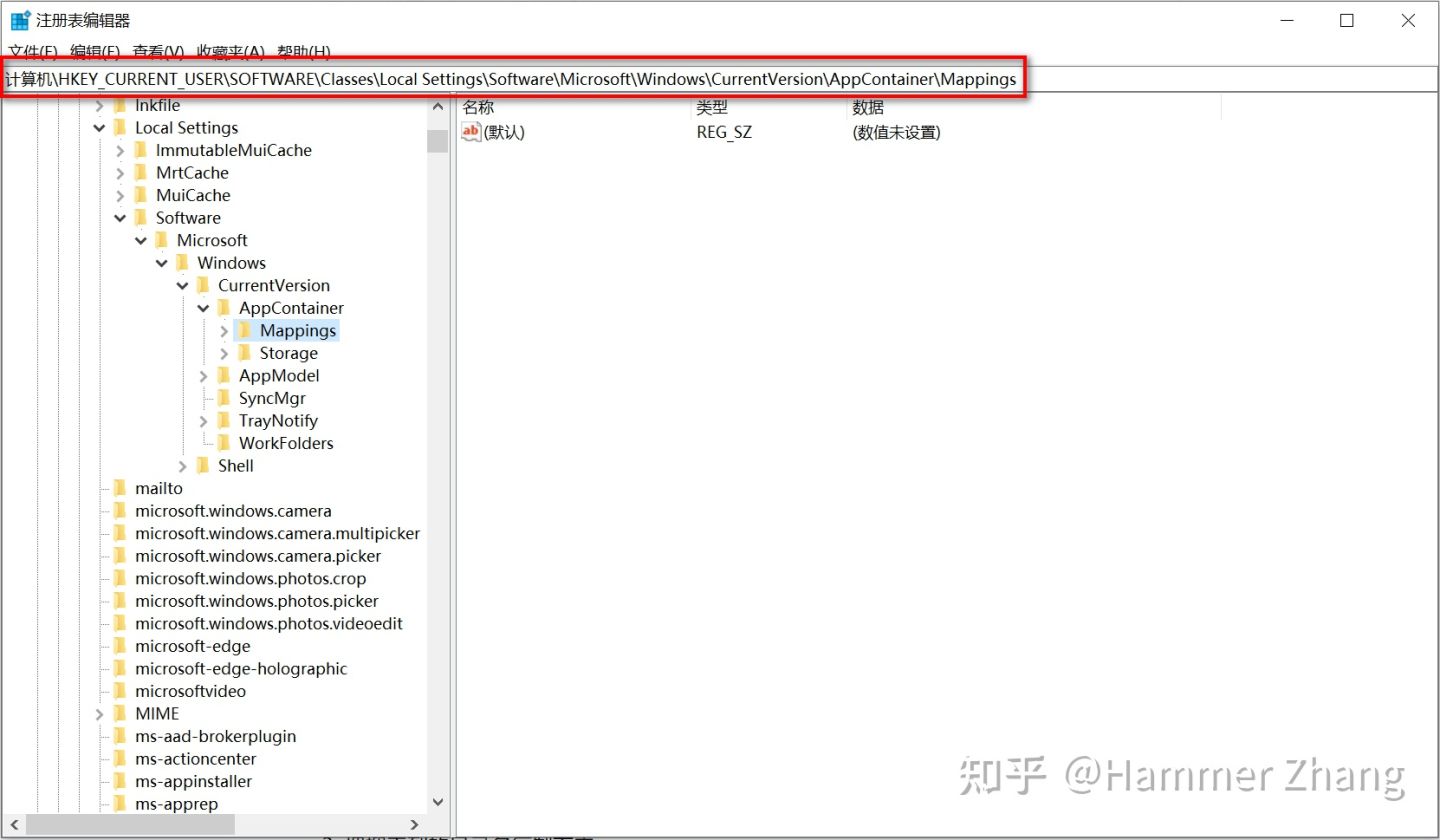 注册表编辑器
文件(F) 编辑(E) 查看(V) 收藏夹(A) 帮助(H)
计算机\HKEY_CURRENT_USER\SOFTWARE\Classes\Local Settings\Software\Microsoft\Windows\CurrentVersion\AppContainer\Mappings
lnkfile
Local Settings
ImmutableMuiCache
MrtCache
MuiCache
Software
Microsoft
Windows
CurrentVersion
AppContainer
Mappings
Storage
AppModel
SyncMgr
TrayNotify
WorkFolders
Shell
mailto
microsoft.windows.camera
microsoft.windows.camera.multipicker
microsoft.windows.camera.picker
microsoft.windows.photos.crop
microsoft.windows.photos.picker
microsoft.windows.photos.videoedit
microsoft-edge
microsoft-edge-holographic
microsoftvideo
MIME
ms-aad-brokerplugin
ms-actioncenter
ms-appinstaller
ms-apprep
名称 类型 数据
ab (默认) REG_SZ (数值未设置)
知乎 @Hammer Zhang